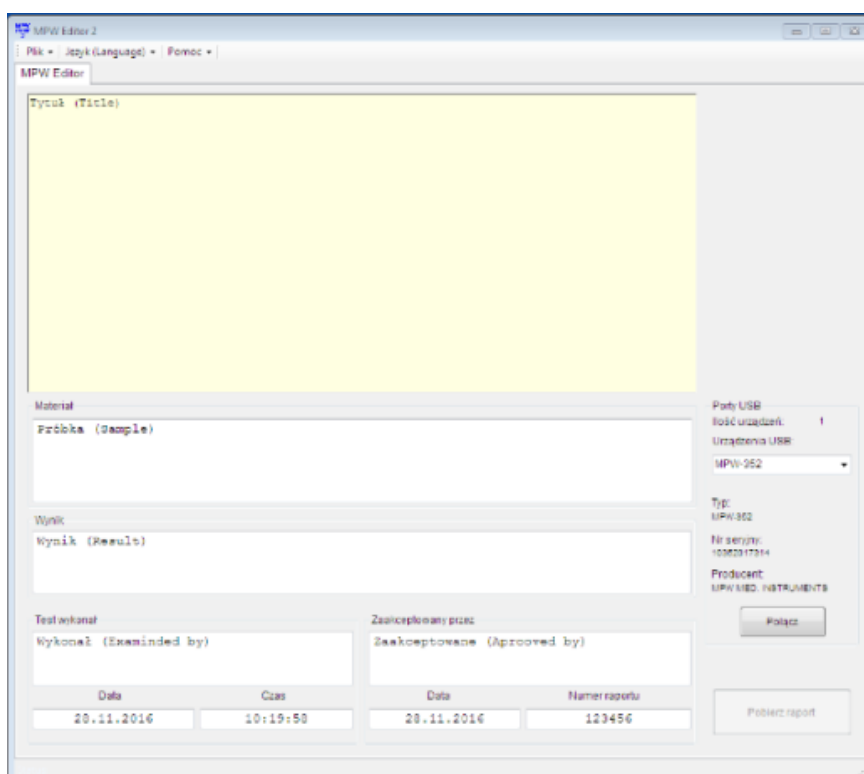 MPW Editor 2
Plik Język (Language) Pomoc
MPW Editor
Tytuł (Title)
Materiał
Próbka (Sample)
Wynik
Wynik (Result)
Test wykonał
Zaakceptowany przez
Wykonał (Examinded by)
Zaakceptowane (Aprooved by)
Data
Czas
Data
Numer raportu
28.11.2016
10:19:58
28.11.2016
123456
Porty USB
Ilość urządzeń: 1
Urządzenia USB:
MPW-352
Typ:
MPW-352
Nr seryjny:
Producent:
MPW MED. INSTRUMENTS
Połącz
Pobierz raport